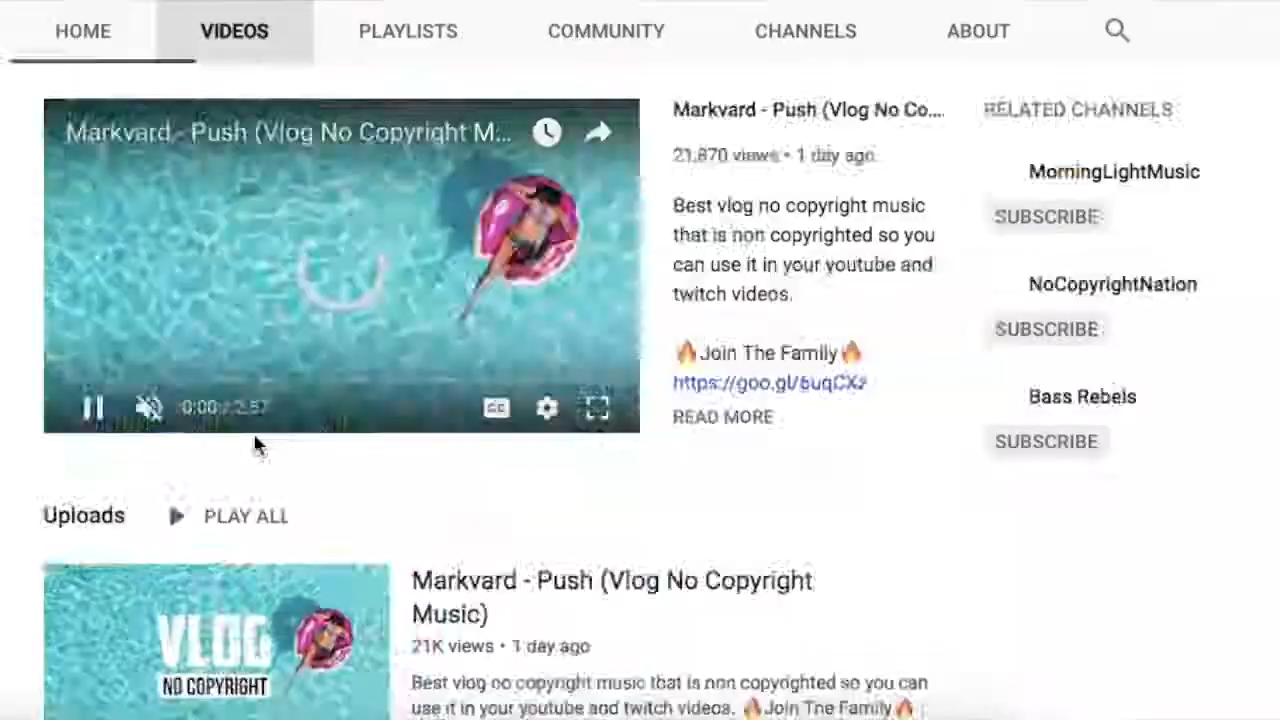 HOME VIDEOS PLAYLISTS COMMUNITY CHANNELS ABOUT
Markvard - Push (Vlog No Copyright M...
0:00 / 2:57
CC
Markvard - Push (Vlog No Co...
21,870 views • 1 day ago
Best vlog no copyright music
that is non copyrighted so you
can use it in your youtube and
twitch videos.
🔥Join The Family🔥
READ MORE
RELATED CHANNELS
MorningLightMusic
SUBSCRIBE
NoCopyrightNation
SUBSCRIBE
Bass Rebels
SUBSCRIBE
Uploads PLAY ALL
VLOG
NO COPYRIGHT
Markvard - Push (Vlog No Copyright
Music)
21K views • 1 day ago
Best vlog no copyright music that is non copyrighted so you can
use it in your youtube and twitch videos. 🔥Join The Family🔥